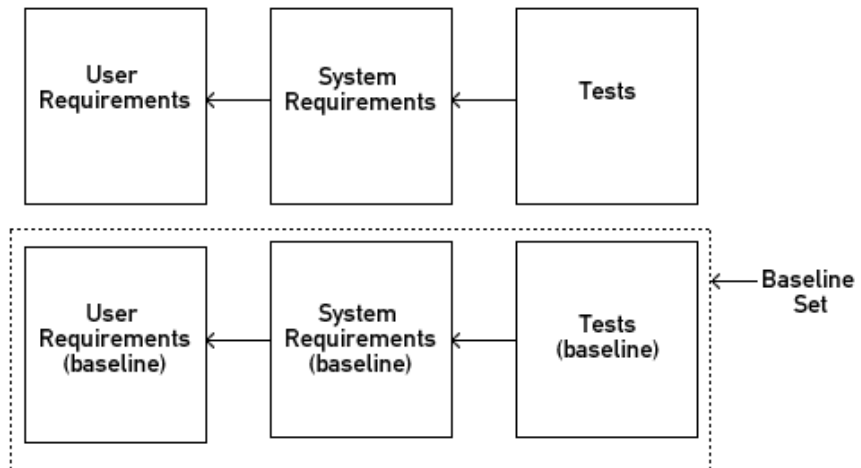 User
Requirements
System
Requirements
Tests
User
Requirements
(baseline)
System
Requirements
(baseline)
Tests
(baseline)
Baseline
Set